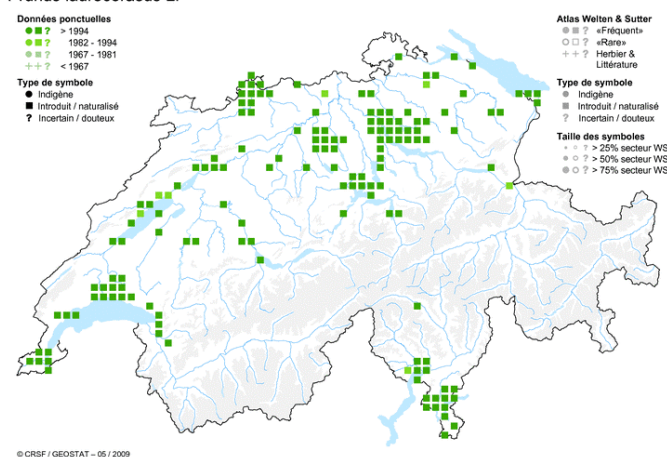 Prunus laurocerasus L.
Données ponctuelles
> 1994
1982 - 1994
1967 - 1981
< 1967
Type de symbole
Indigène
Introduit / naturalisé
? Incertain / douteux
Atlas Welten & Sutter
«Fréquent»
«Rare»
Herbier &
Littérature
Type de symbole
Indigène
Introduit / naturalisé
? Incertain / douteux
Taille des symboles
? > 25% secteur WS
? > 50% secteur WS
? > 75% secteur WS
© CRSF / GEOSTAT – 05 / 2009